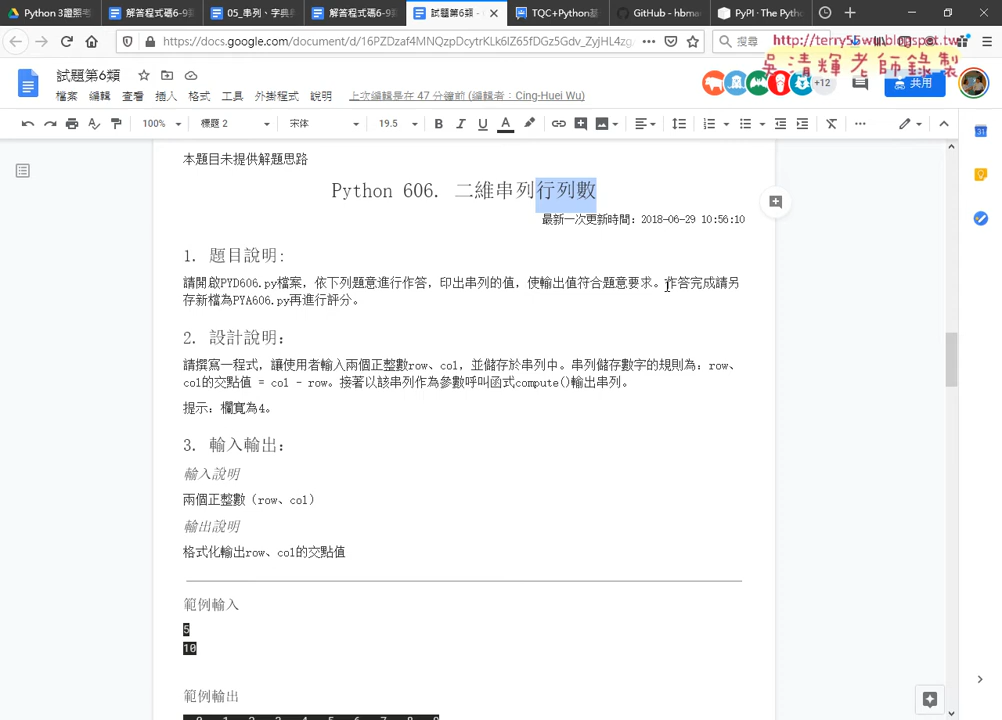 Python 3證照考
解答程式碼6-9類
05_串列、字典與
解答程式碼6-9類
試題第6類 -
TQC+Python基
GitHub - hbma
PyPI · The Pyth
https://docs.google.com/document/d/16PZDzaf4MNQzpDcytrKLk6IZ65fDGz5Gdv_ZyjHL4zg
搜尋
http://terry55wu.blogspot.tw
吳清輝老師錄製
試題第6類
檔案 編輯 查看 插入 格式 工具 外掛程式 說明
上次編輯是在 47 分鐘前 (編輯者：Cing-Huei Wu)
+12
共用
100% 標題 2 宋体 19.5 B I U A
31
本題目未提供解題思路
Python 606. 二維串列行列數
最新一次更新時間：2018-06-29 10:56:10
1. 題目說明:
請開啟PYD606.py檔案，依下列題意進行作答，印出串列的值，使輸出值符合題意要求。作答完成請另
存新檔為PYA606.py再進行評分。
2. 設計說明：
請撰寫一程式，讓使用者輸入兩個正整數row、col，並儲存於串列中。串列儲存數字的規則為：row、
col的交點值 = col - row。接著以該串列作為參數呼叫函式compute()輸出串列。
提示：欄寬為4。
3. 輸入輸出：
輸入說明
兩個正整數（row、col）
輸出說明
格式化輸出row、col的交點值
範例輸入
5
10
範例輸出
0 1 2 3 4 5 6 7 8 9